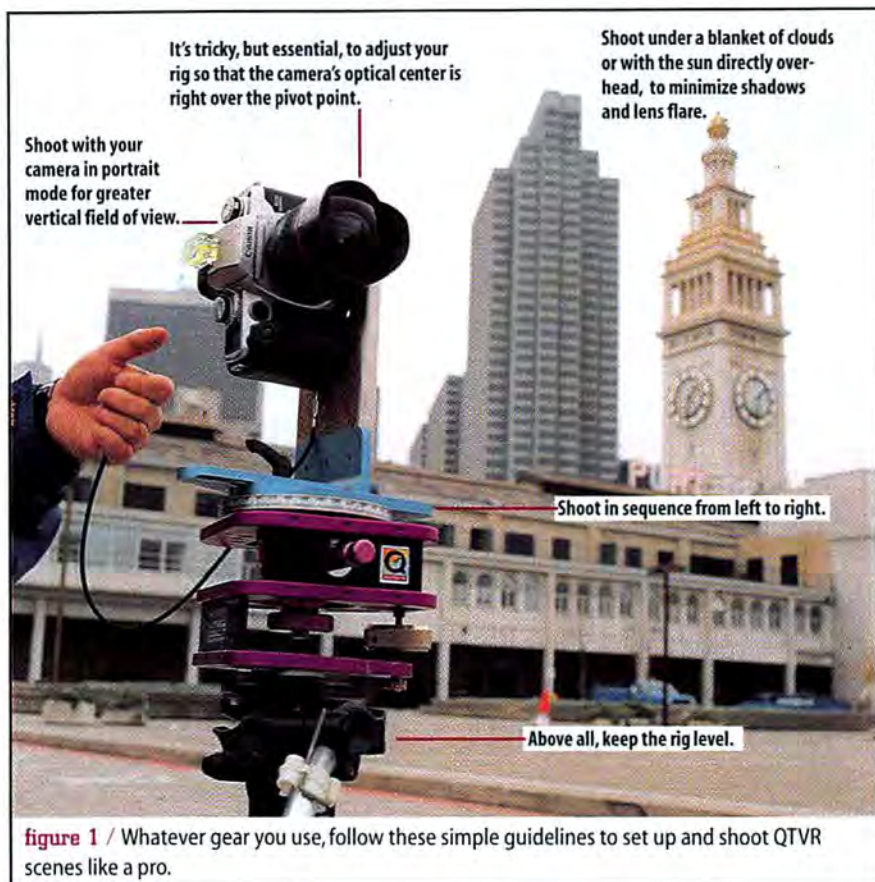 It's tricky, but essential, to adjust your
rig so that the camera's optical center is
right over the pivot point.
Shoot under a blanket of clouds
or with the sun directly over-
head, to minimize shadows
and lens flare.
Shoot with your
camera in portrait
mode for greater
vertical field of view.
Canon
Shoot in sequence from left to right.
Above all, keep the rig level.
figure 1 / Whatever gear you use, follow these simple guidelines to set up and shoot QTVR
scenes like a pro.